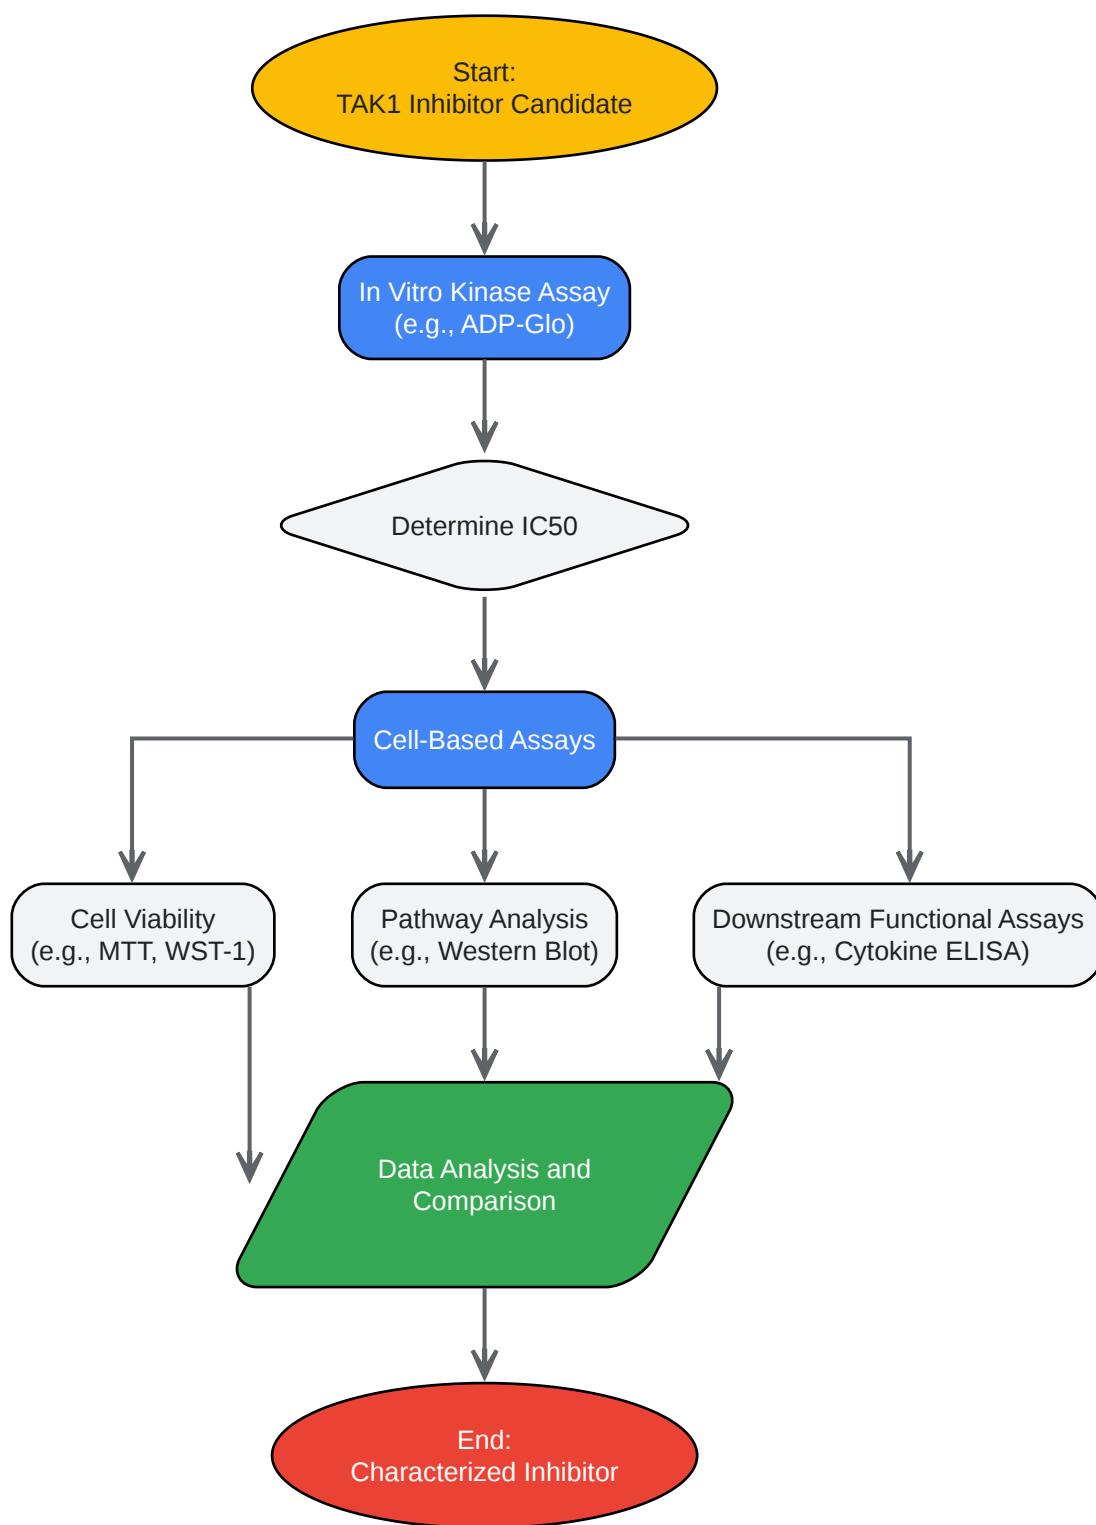 Start:
TAK1 Inhibitor Candidate
In Vitro Kinase Assay
(e.g., ADP-Glo)
Determine IC50
Cell-Based Assays
Cell Viability
(e.g., MTT, WST-1)
Pathway Analysis
(e.g., Western Blot)
Downstream Functional Assays
(e.g., Cytokine ELISA)
Data Analysis and
Comparison
End:
Characterized Inhibitor